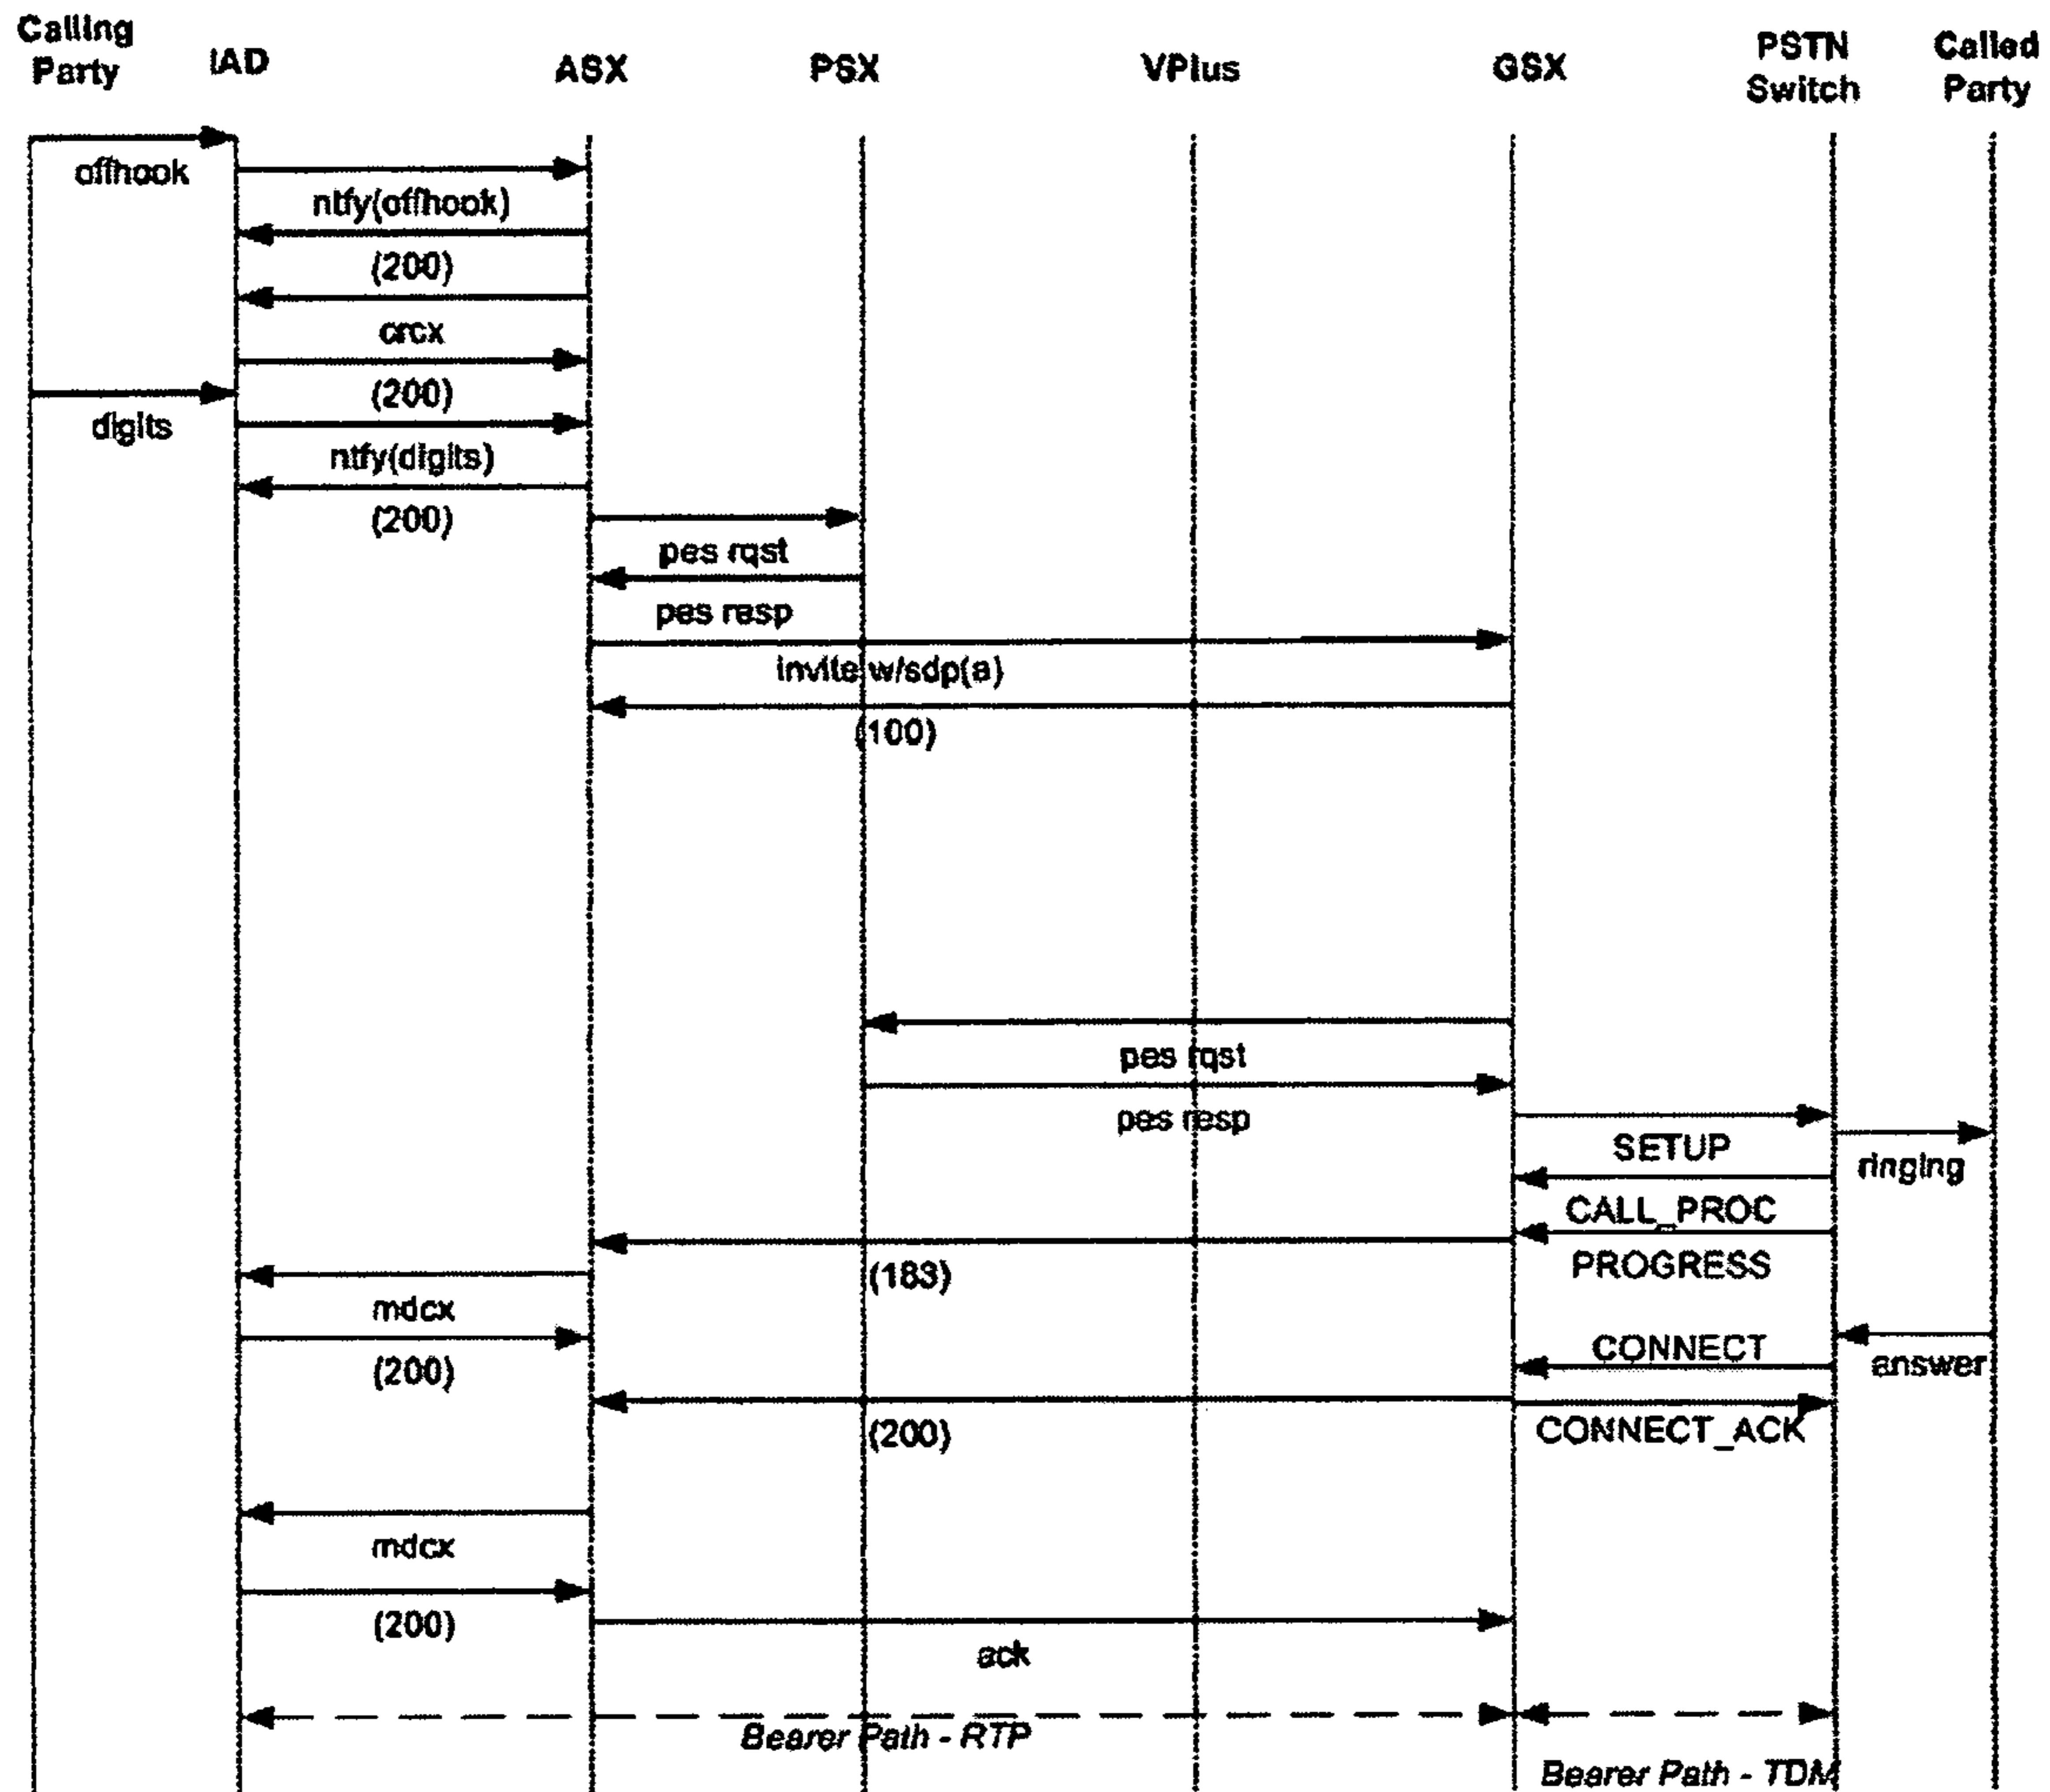 Calling
Party
IAD
ASX
PSX
VPlus
GSX
PSTN
Switch
Called
Party
offhook
ntfy(offhook)
(200)
crcx
(200)
digits
ntfy(digits)
(200)
pes rqst
pes resp
invite w/sdp(a)
(100)
pes rqst
pes resp
SETUP
ringing
CALL_PROC
PROGRESS
(183)
mdcx
CONNECT
answer
(200)
(200)
CONNECT_ACK
mdcx
(200)
ack
Bearer Path - RTP
Bearer Path - TDM